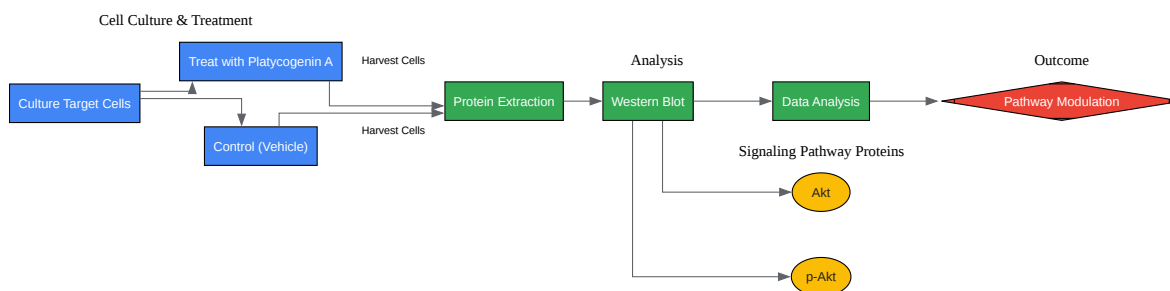 Cell Culture & Treatment
Treat with Platycogenin A
Harvest Cells
Analysis
Outcome
Culture Target Cells
Protein Extraction
Western Blot
Data Analysis
Pathway Modulation
Control (Vehicle)
Harvest Cells
Signaling Pathway Proteins
Akt
p-Akt